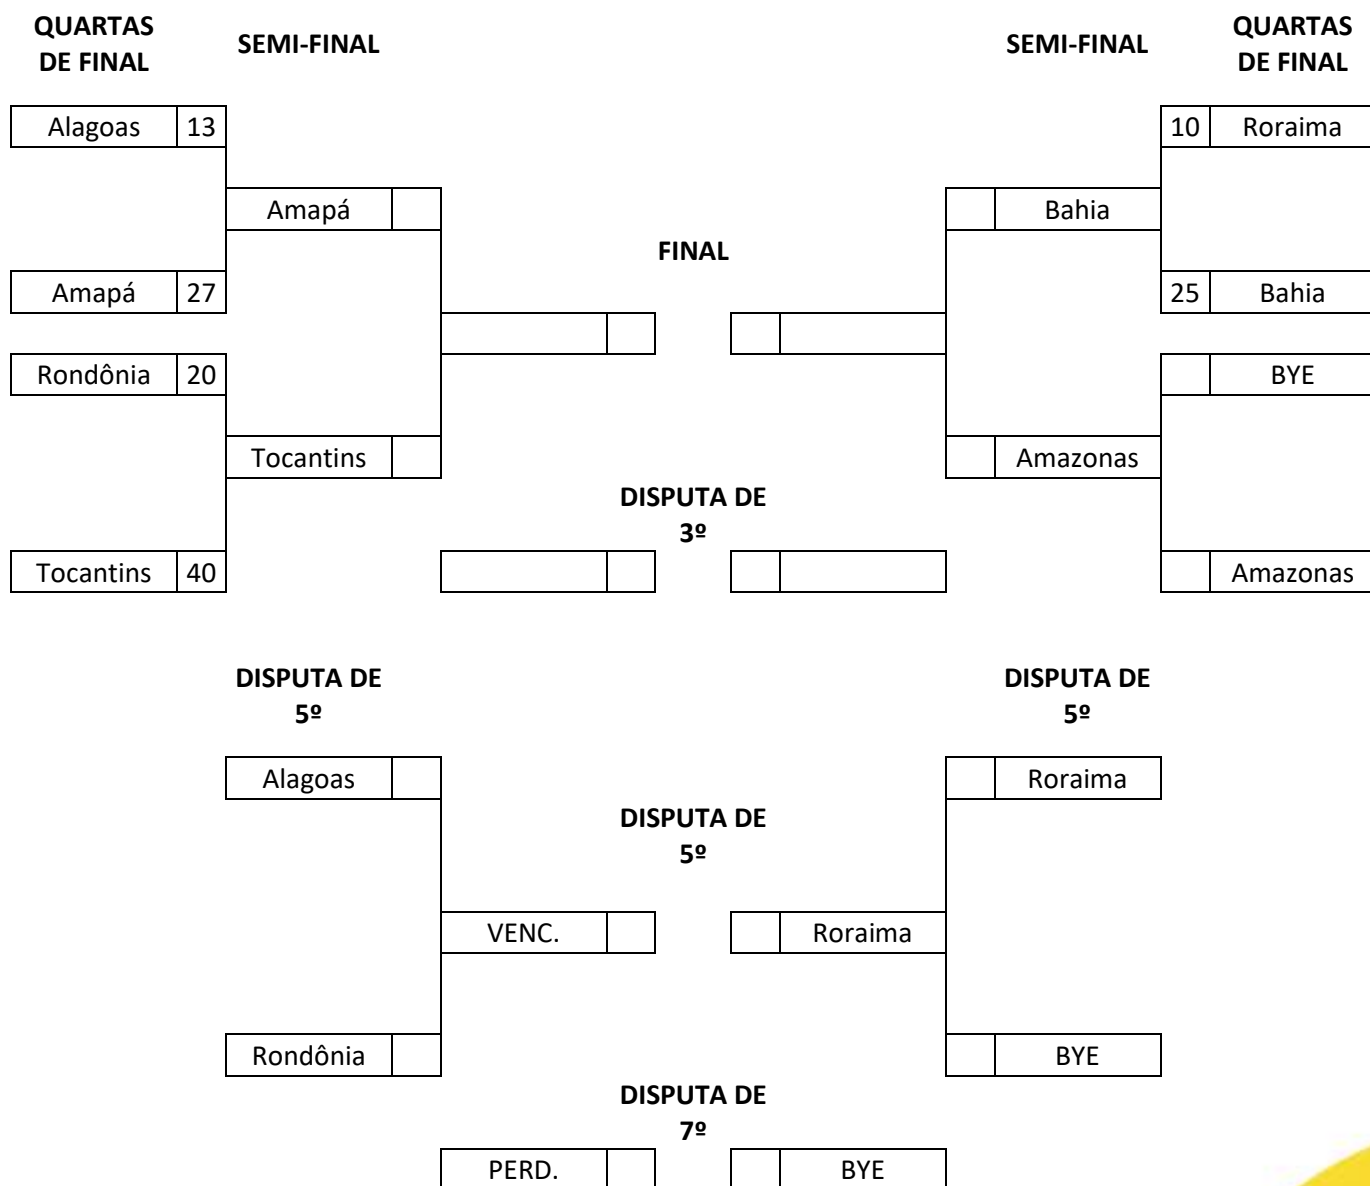 QUARTAS
DE FINAL
SEMI-FINAL
SEMI-FINAL
QUARTAS
DE FINAL
Alagoas 13
10 Roraima
Amapá
Bahia
FINAL
Amapá 27
25 Bahia
Rondônia 20
BYE
Tocantins
Amazonas
DISPUTA DE
3º
Tocantins 40
Amazonas
DISPUTA DE
5º
DISPUTA DE
5º
Alagoas
Roraima
DISPUTA DE
5º
VENC.
Roraima
Rondônia
BYE
DISPUTA DE
7º
PERD.
BYE